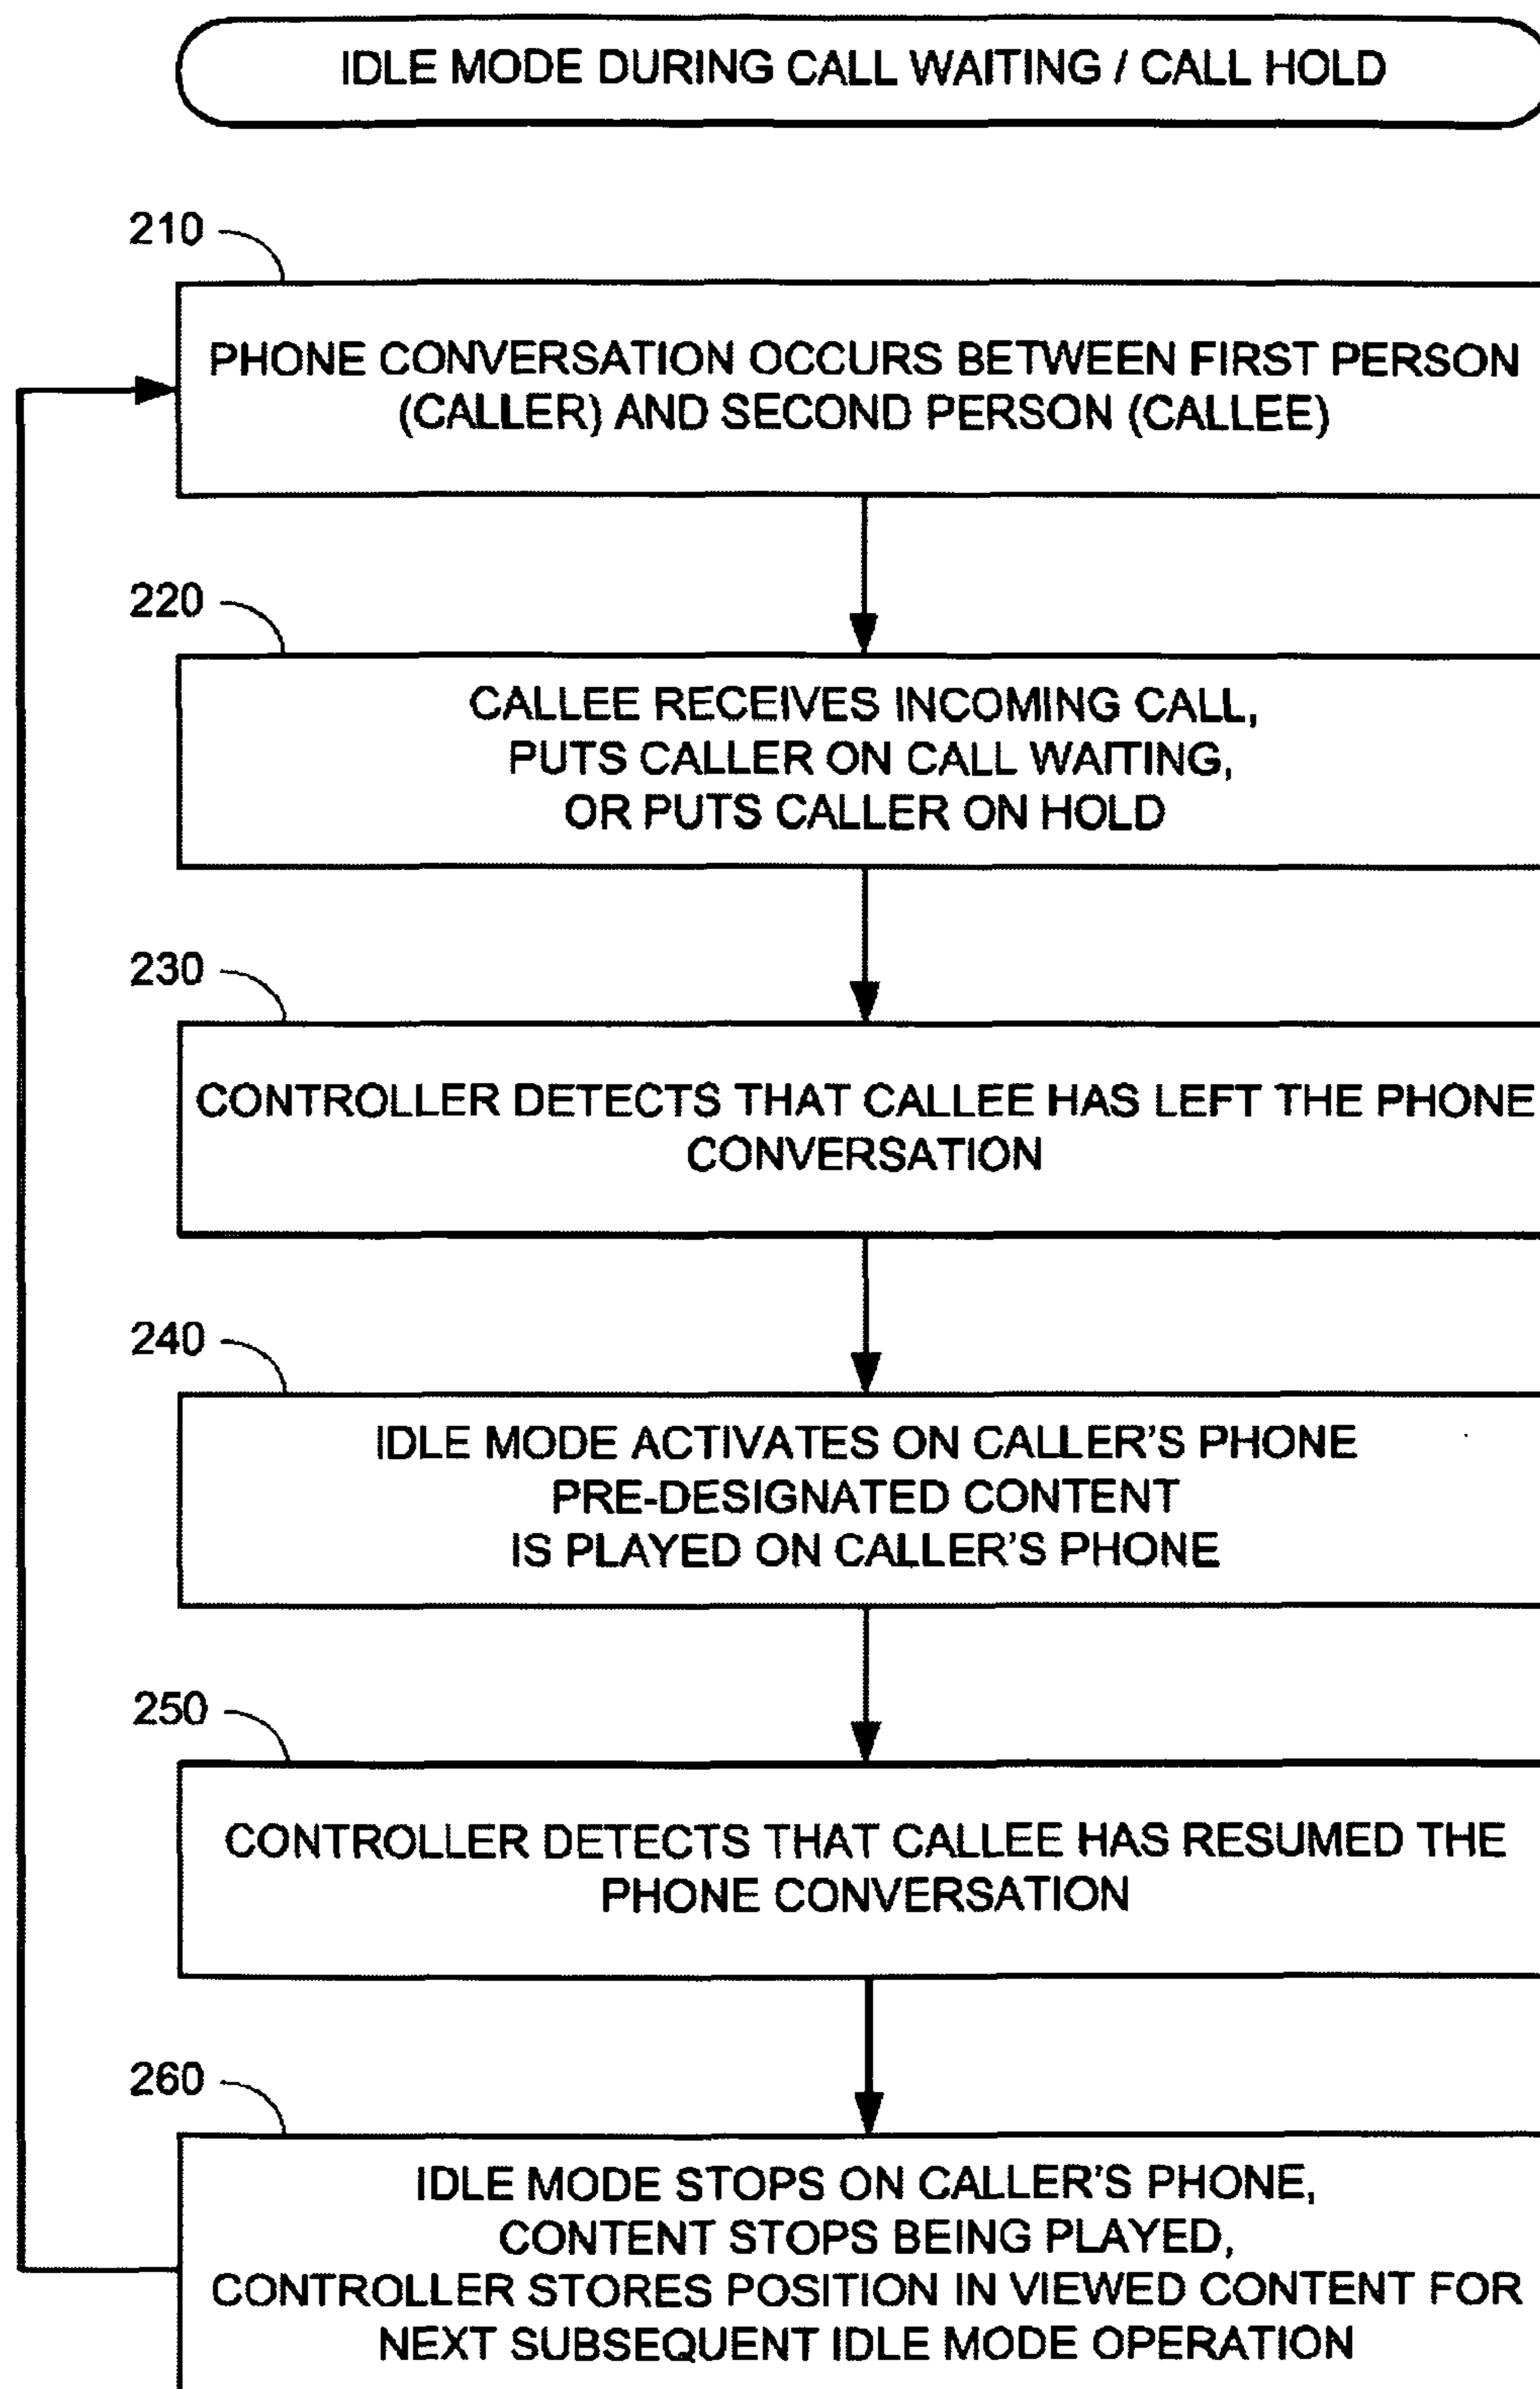 IDLE MODE DURING CALL WAITING / CALL HOLD
210
PHONE CONVERSATION OCCURS BETWEEN FIRST PERSON
(CALLER) AND SECOND PERSON (CALLEE)
220
CALLEE RECEIVES INCOMING CALL,
PUTS CALLER ON CALL WAITING,
OR PUTS CALLER ON HOLD
230
CONTROLLER DETECTS THAT CALLEE HAS LEFT THE PHONE
CONVERSATION
240
IDLE MODE ACTIVATES ON CALLER'S PHONE
PRE-DESIGNATED CONTENT
IS PLAYED ON CALLER'S PHONE
250
CONTROLLER DETECTS THAT CALLEE HAS RESUMED THE
PHONE CONVERSATION
260
IDLE MODE STOPS ON CALLER'S PHONE,
CONTENT STOPS BEING PLAYED,
CONTROLLER STORES POSITION IN VIEWED CONTENT FOR
NEXT SUBSEQUENT IDLE MODE OPERATION